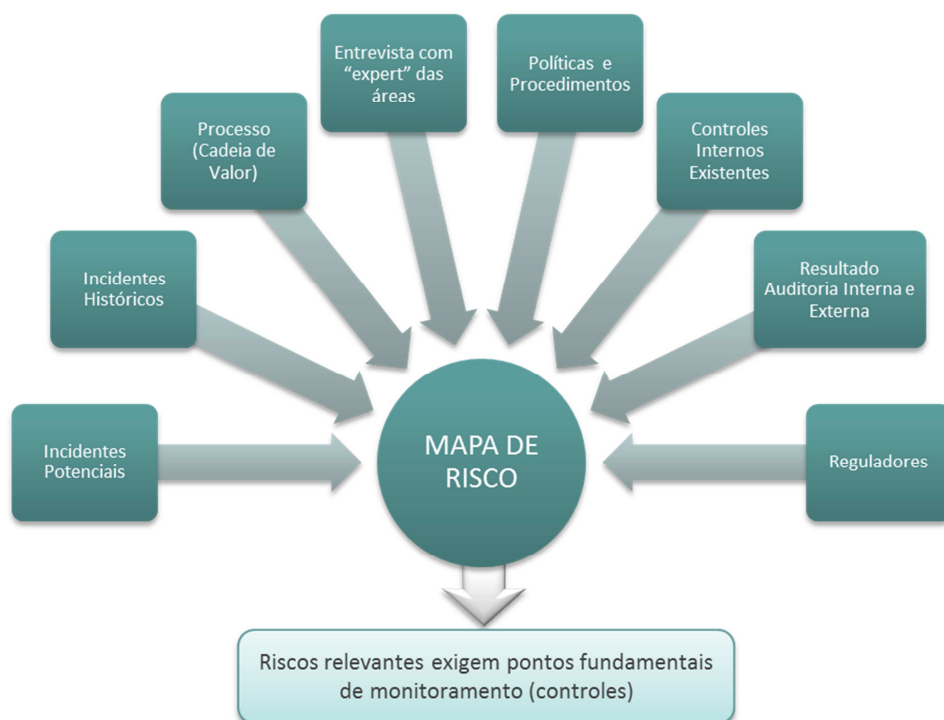 Entrevista com
“expert” das
áreas
Políticas e
Procedimentos
Processo
(Cadeia de
Valor)
Controles
Internos
Existentes
Incidentes
Históricos
Resultado
Auditoria Interna e
Externa
Incidentes
Potenciais
MAPA DE
RISCO
Reguladores
Riscos relevantes exigem pontos fundamentais
de monitoramento (controles)